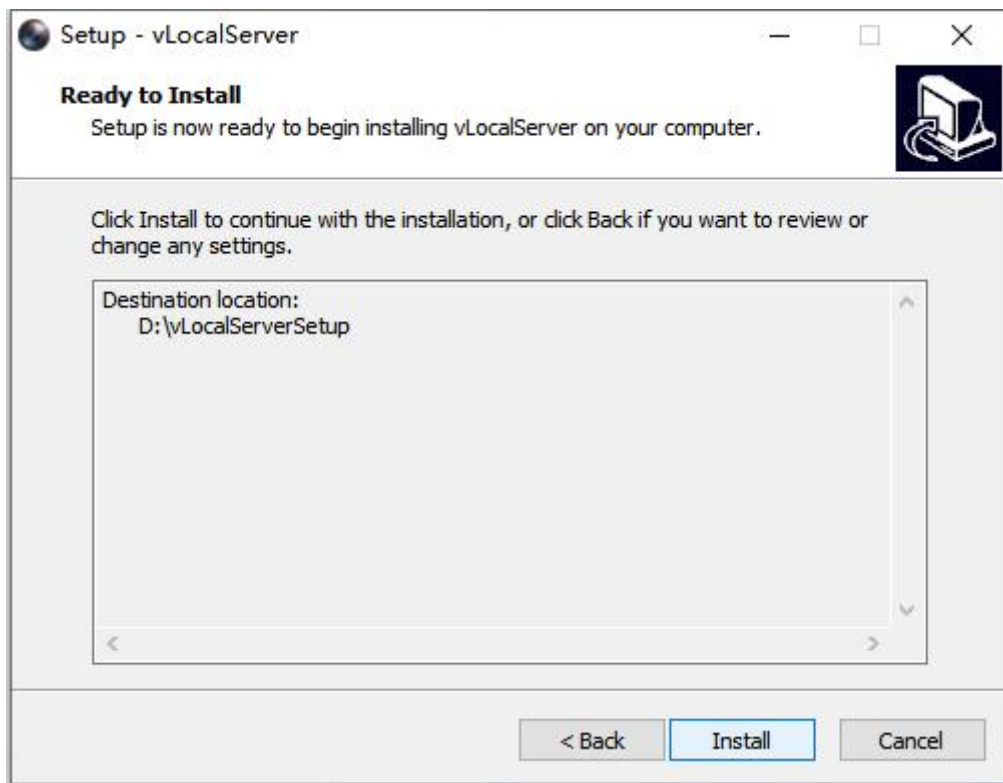 Setup - vLocalServer
Ready to Install
Setup is now ready to begin installing vLocalServer on your computer.
Click Install to continue with the installation, or click Back if you want to review or
change any settings.
Destination location:
D:\vLocalServerSetup
< Back
Install
Cancel